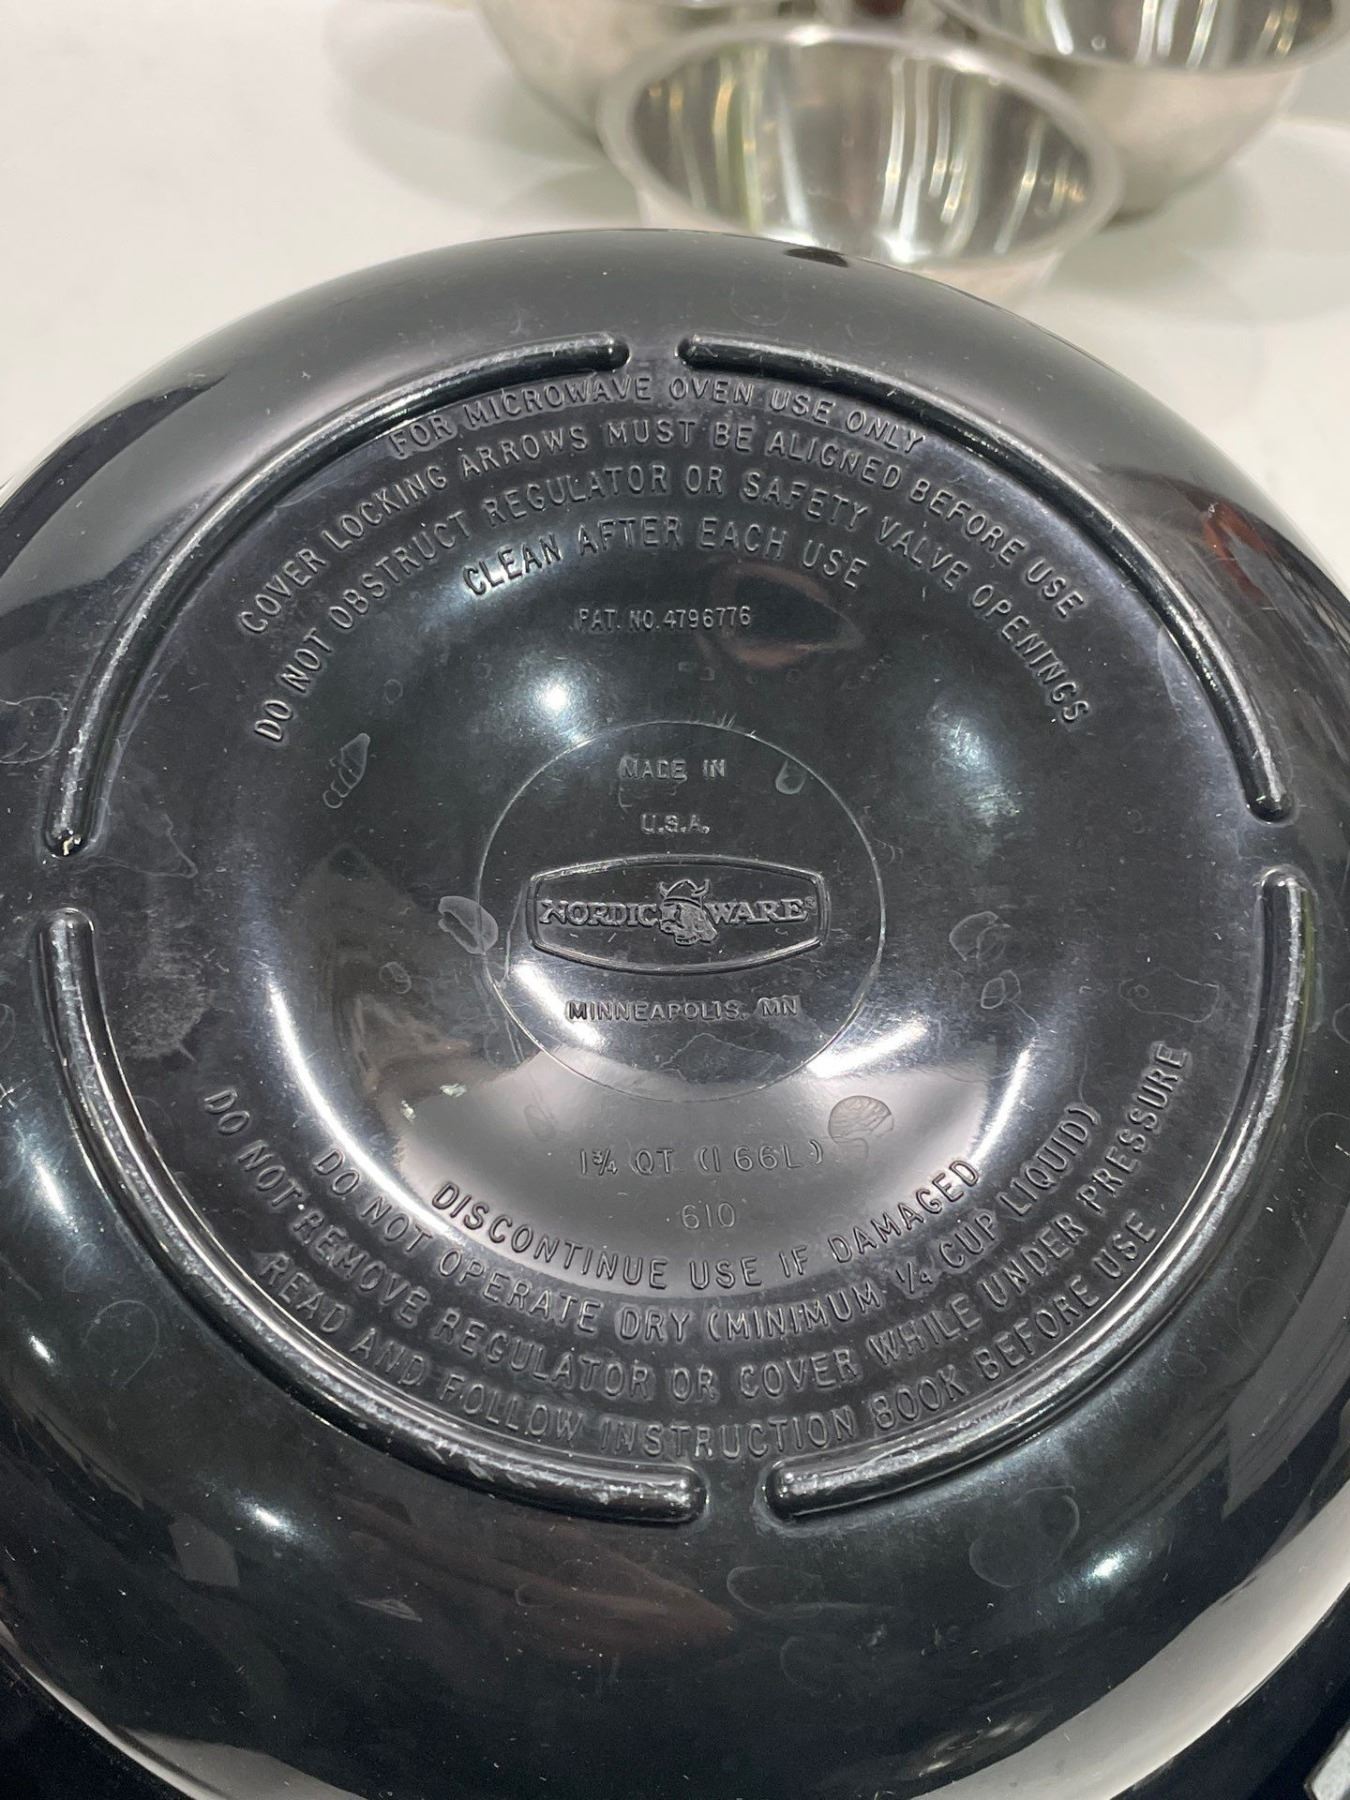 FOR MICROWAVE OVEN USE ONLY
COVER LOCKING ARROWS MUST BE ALIGNED BEFORE USE
DO NOT OBSTRUCT REGULATOR OR SAFETY VALVE OPENINGS
CLEAN AFTER EACH USE
PAT. NO. 4796776
MADE IN
U.S.A.
NORDIC WARE®
MINNEAPOLIS, MN
1¾ QT (1.66L)
610
DISCONTINUE USE IF DAMAGED
DO NOT OPERATE DRY (MINIMUM ¼ CUP LIQUID)
DO NOT REMOVE REGULATOR OR COVER WHILE UNDER PRESSURE
READ AND FOLLOW INSTRUCTION BOOK BEFORE USE